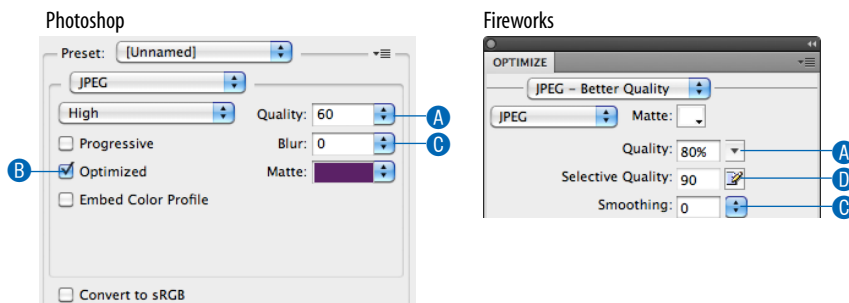 Photoshop
Preset: [Unnamed]
JPEG
High Quality: 60 A
Progressive Blur: 0 C
B Optimized Matte:
Embed Color Profile
Convert to sRGB
Fireworks
OPTIMIZE
JPEG – Better Quality
JPEG Matte:
Quality: 80% A
Selective Quality: 90 D
Smoothing: 0 C